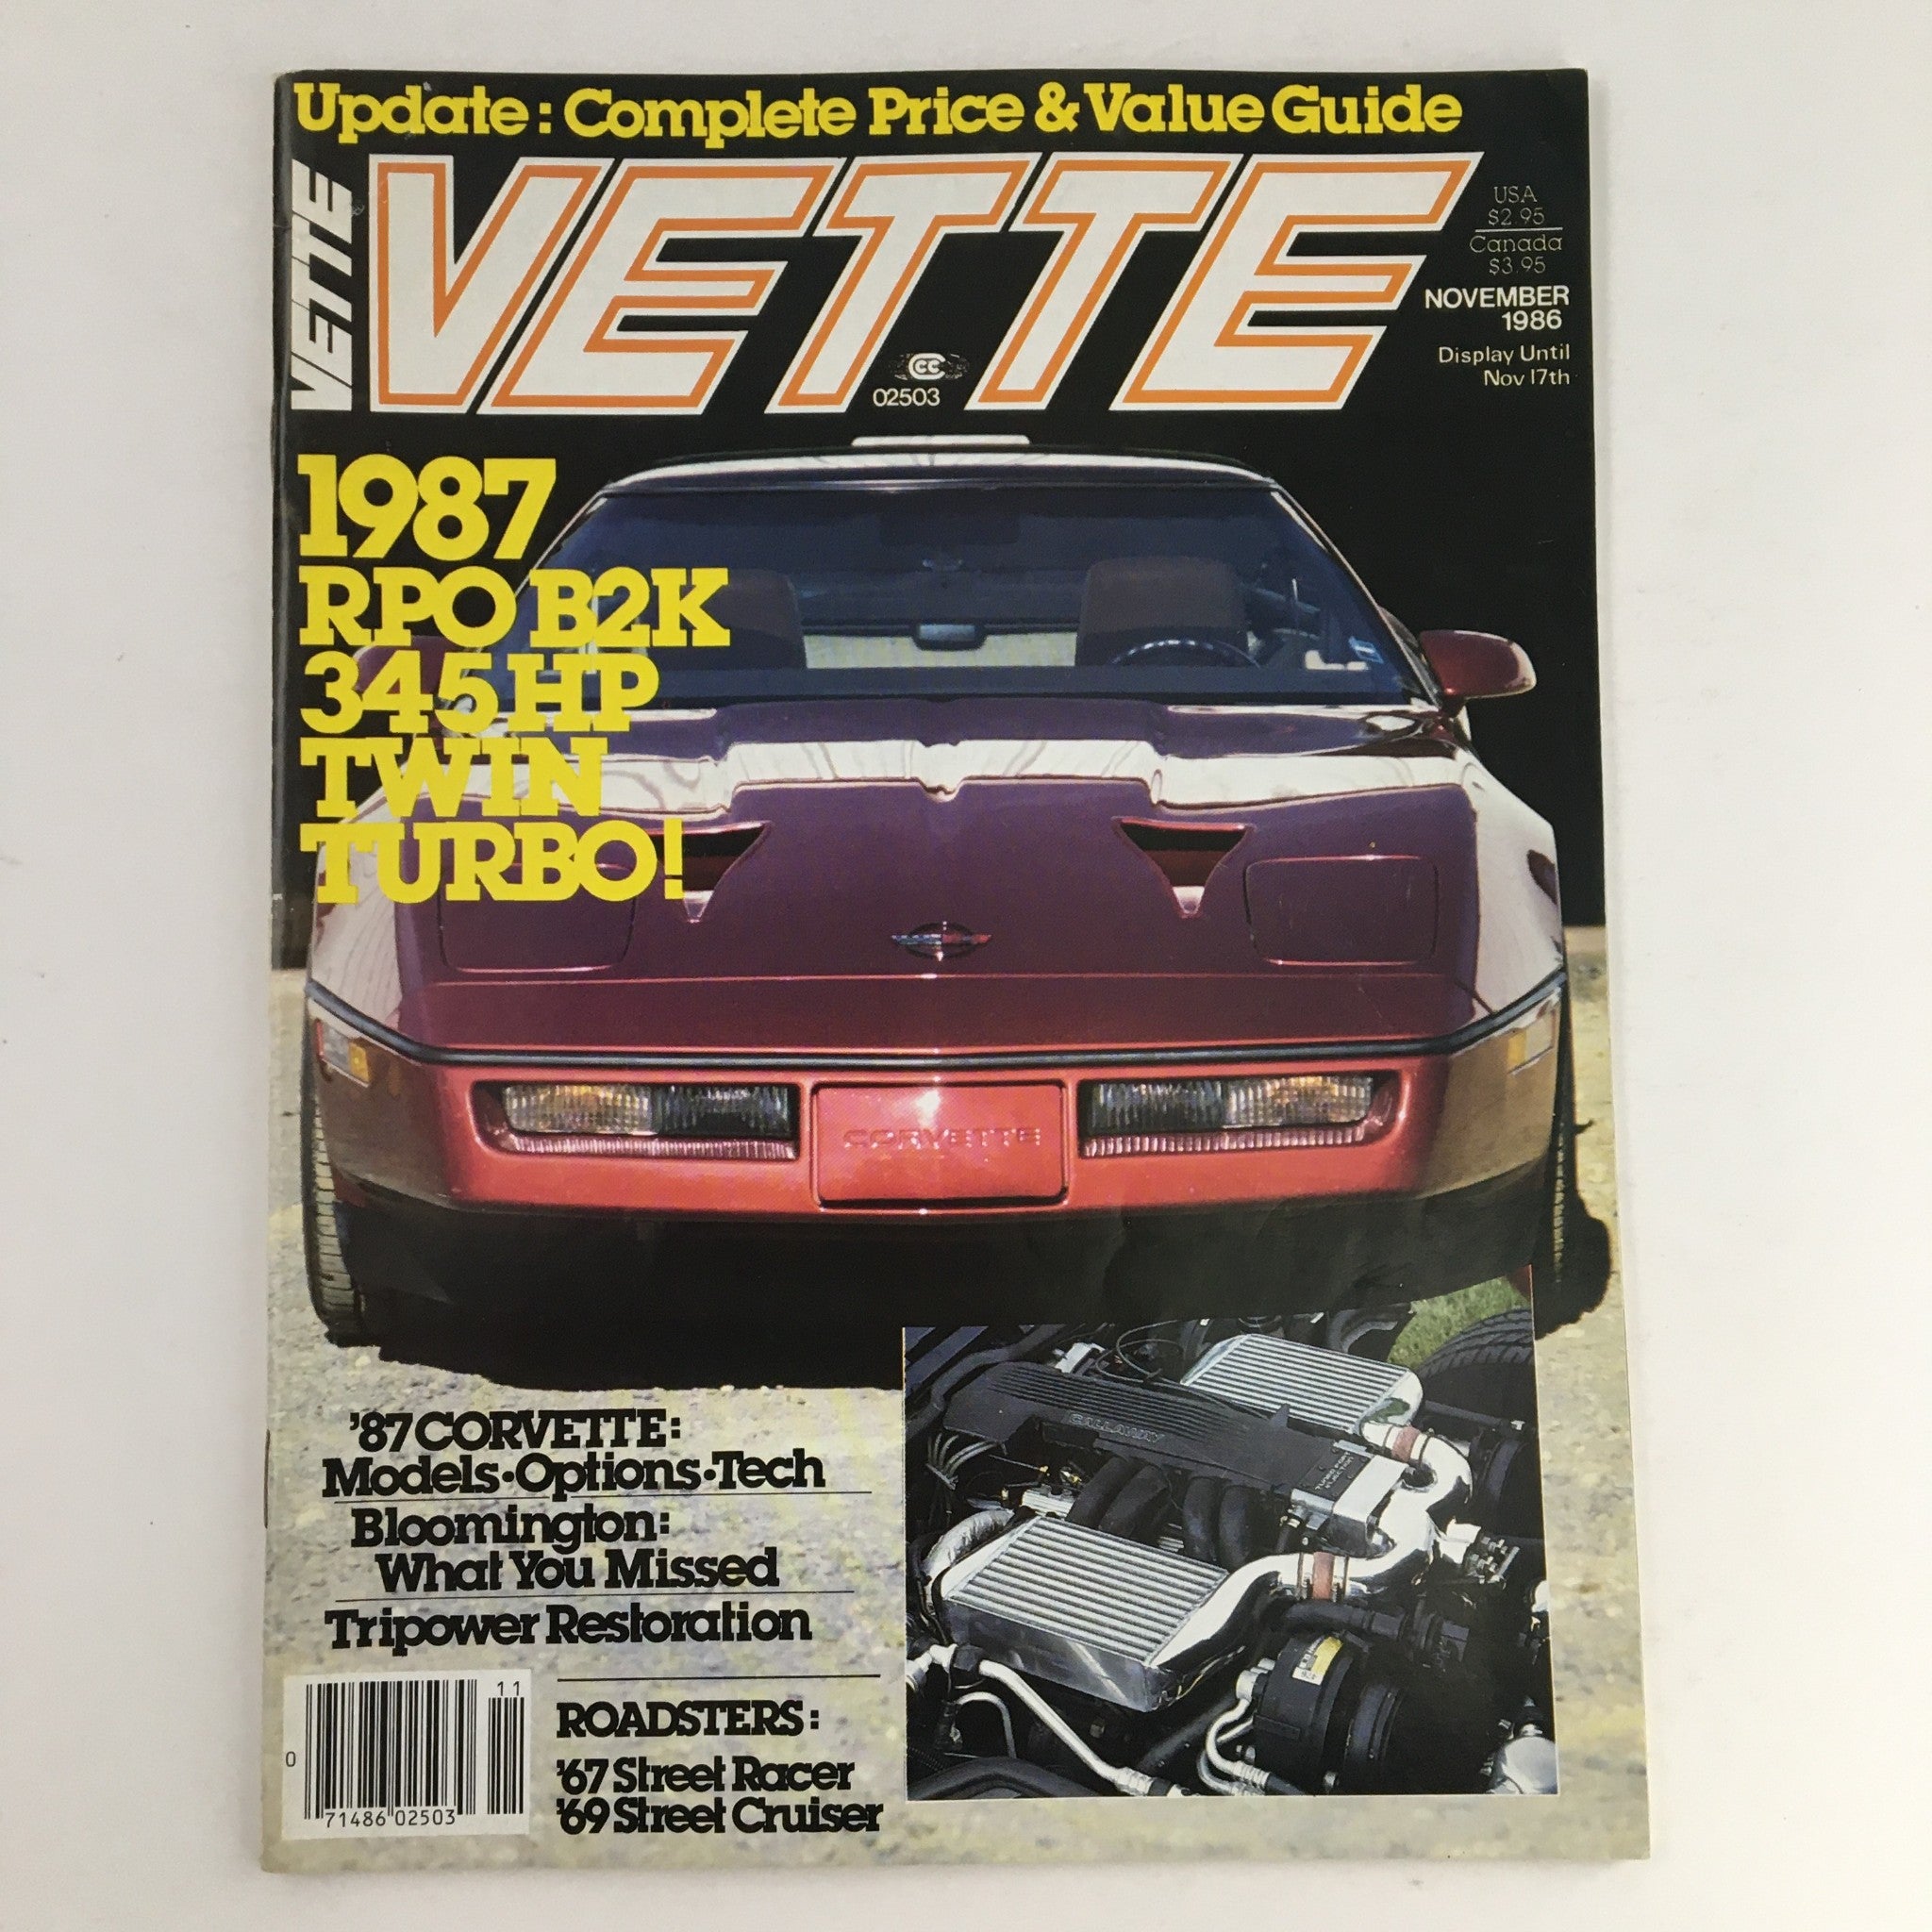 Update: Complete Price & Value Guide
VETTE
VETTE
USA
$2.95
Canada
$3.95
NOVEMBER
1986
Display Until
Nov 17th
CC
02503
1987
RPO B2K
345 HP
TWIN
TURBO!
CORVETTE
CALLAWAY
'87 CORVETTE:
Models•Options•Tech
Bloomington:
What You Missed
Tripower Restoration
ROADSTERS:
'67 Street Racer
'69 Street Cruiser
11
0
71486 02503